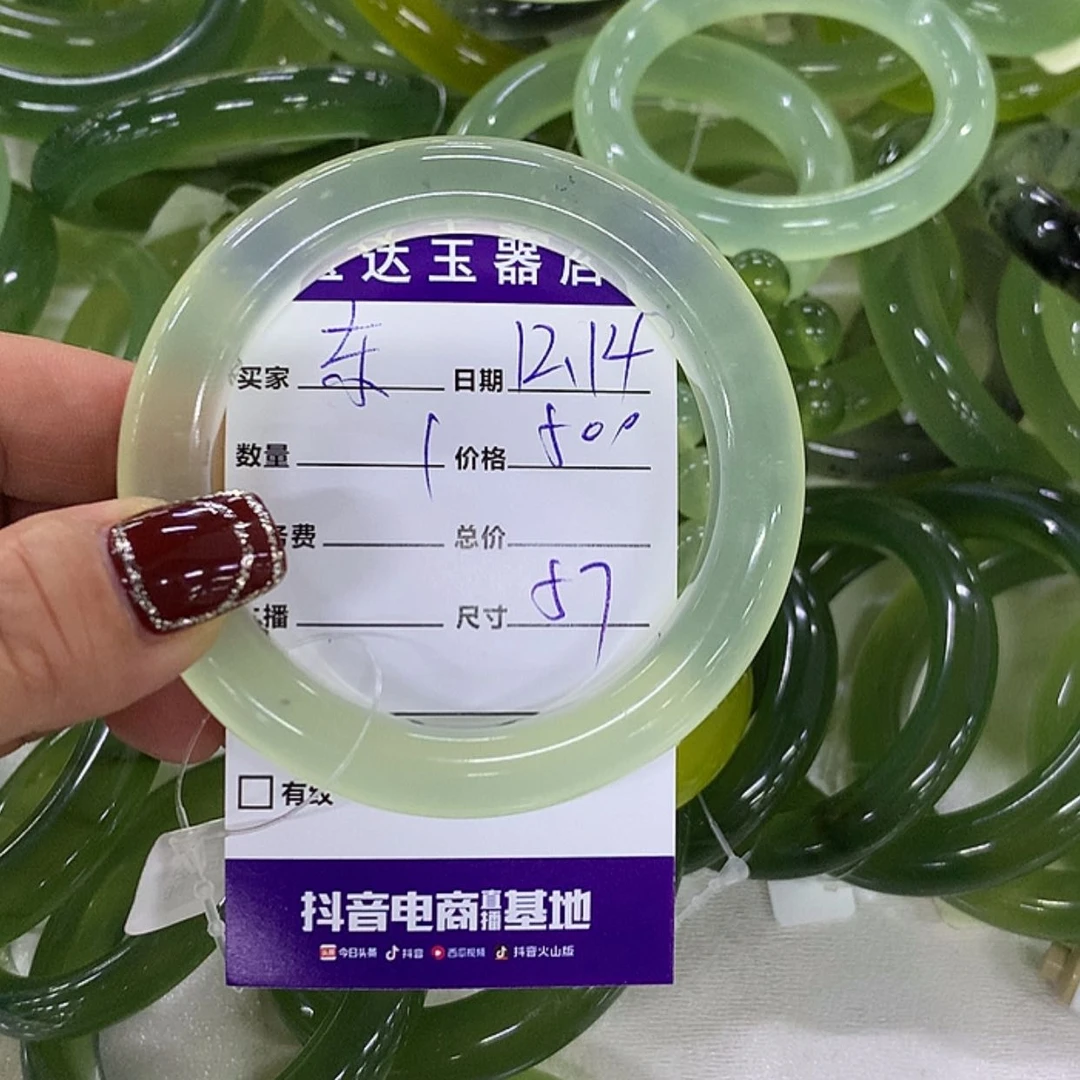 达玉器店
买家 东 日期 12.14
数量 1 价格 500
务费 总价
播 尺寸 57
□ 有纹
抖音电商直播基地
今日头条 抖音 西瓜视频 抖音火山版